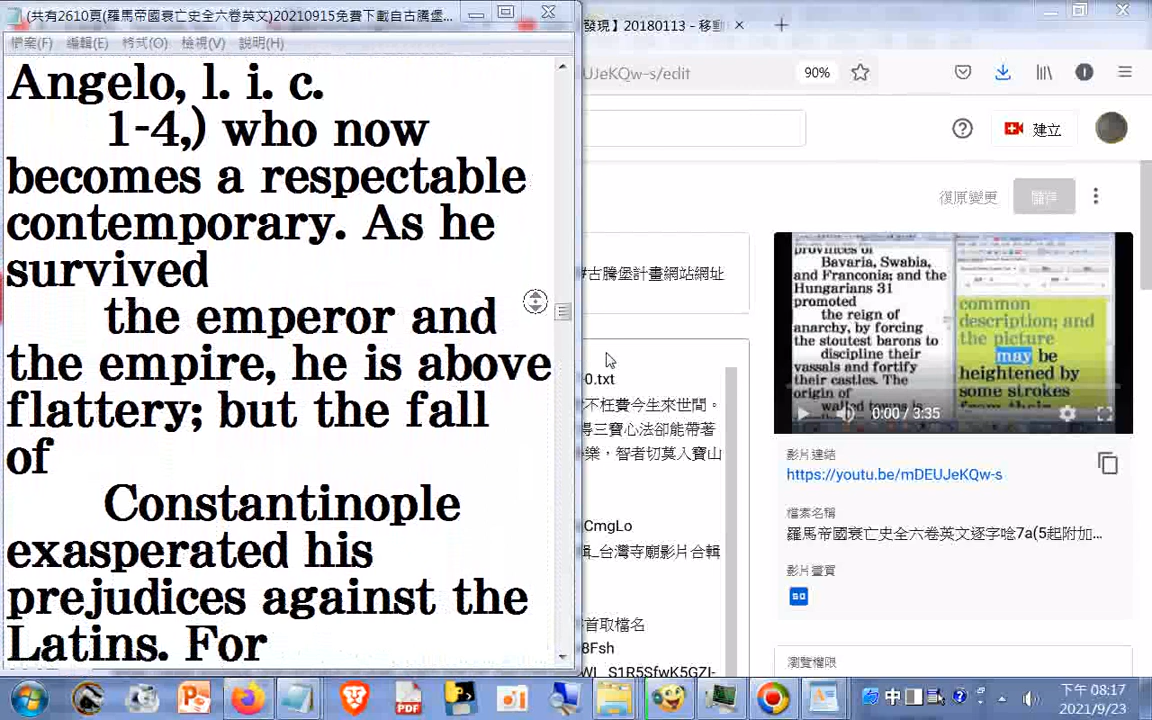 (共有2610頁(羅馬帝國衰亡史全六卷英文)20210915免費下載自古騰堡...
檔案(F) 編輯(E) 格式(O) 檢視(V) 說明(H)
Angelo, l. i. c.
1-4,) who now
becomes a respectable
contemporary. As he
survived
the emperor and
the empire, he is above
flattery; but the fall
of
Constantinople
exasperated his
prejudices against the
Latins. For
發現】20180113 - 移動
UJeKQw-s/edit
90%
建立
復原變更
儲存
#古騰堡計畫網站網址
0.txt
不枉費今生來世間。
得三寶心法卻能帶著
樂，智者切莫入寶山
CmgLo
輯_台灣寺廟影片合輯
首取檔名
8Fsh
WI_S1R5SfwK5GZI-
provinces of
Bavaria, Swabia,
and Franconia; and the
Hungarians 31
promoted
the reign of
anarchy, by forcing
the stoutest barons to
discipline their
vassals and fortify
their castles. The
origin of
walled towns is
common
description; and
the picture
may be
heightened by
some strokes
from their
0:00 / 3:35
影片連結
https://youtu.be/mDEUJeKQw-s
檔案名稱
羅馬帝國衰亡史全六卷英文逐字唸7a(5起附加...
影片畫質
SD
瀏覽權限
中
下午 08:17
2021/9/23